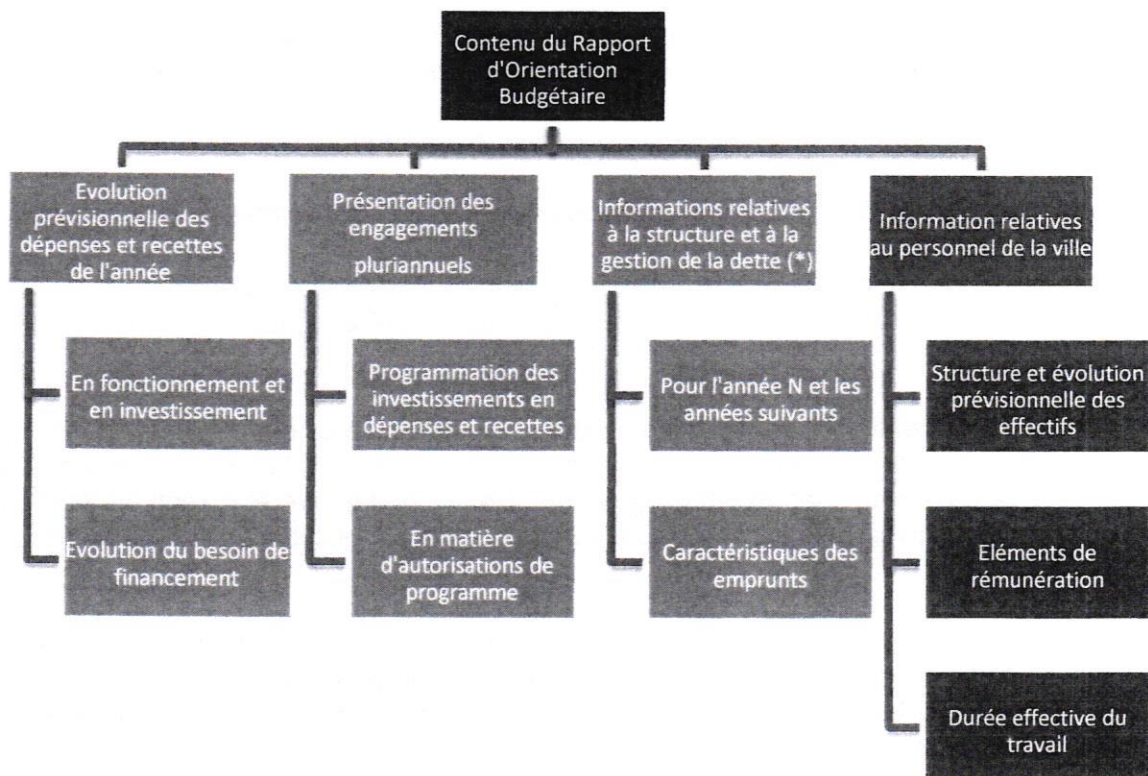 Contenu du Rapport
d'Orientation
Budgétaire
Evolution
prévisionnelle des
dépenses et recettes
de l'année
Présentation des
engagements
pluriannuels
Informations relatives
à la structure et à la
gestion de la dette (*)
Information relatives
au personnel de la ville
En fonctionnement et
en investissement
Programmation des
investissements en
dépenses et recettes
Pour l'année N et les
années suivants
Structure et évolution
prévisionnelle des
effectifs
Evolution du besoin de
financement
En matière
d'autorisations de
programme
Caractéristiques des
emprunts
Eléments de
rémunération
Durée effective du
travail